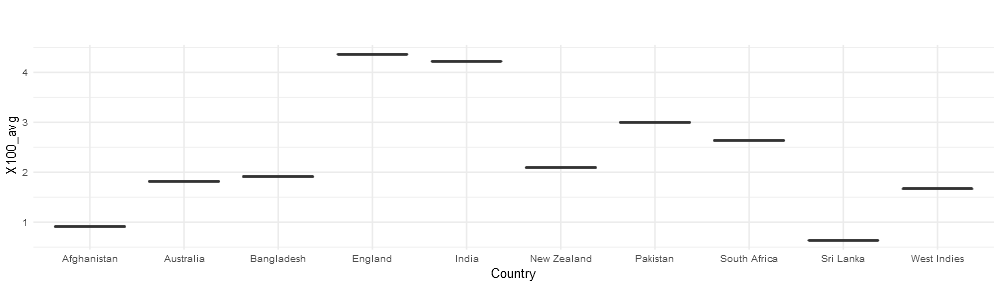 X100_avg
4
3
2
1
Afghanistan Australia Bangladesh England India New Zealand Pakistan South Africa Sri Lanka West Indies
Country